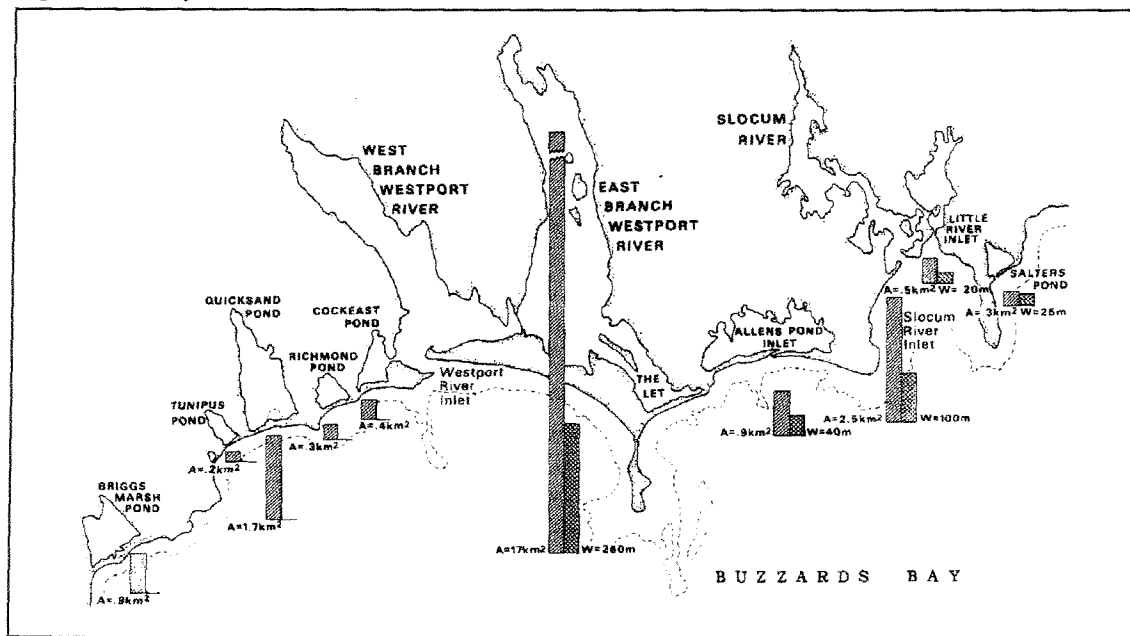 WEST
BRANCH
WESTPORT
RIVER
EAST
BRANCH
WESTPORT
RIVER
SLOCUM
RIVER
LITTLE
RIVER
INLET
SALTERS
POND
A=.5km² W= 20m
A=.3km² W=25m
QUICKSAND
POND
COCKEAST
POND
RICHMOND
POND
TUNIPUS
POND
Westport
River
Inlet
THE
LET
ALLENS POND
INLET
Slocum
River
Inlet
A=.4km²
A=.3km²
A=.2km²
A=.9km² W=40m
A=2.5km² W=100m
BRIGGS
MARSH
POND
A=1.7km²
A=17km² W=260m
A=.9km²
BUZZARDS BAY